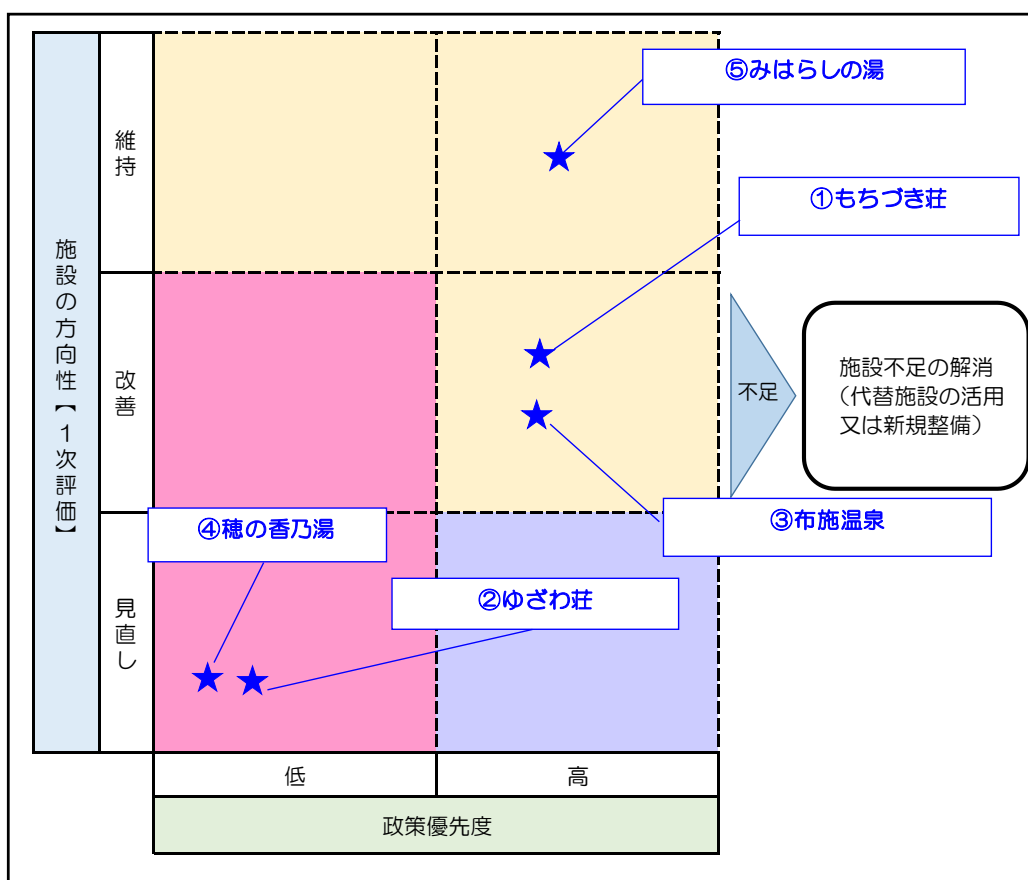 ⑤みはらしの湯
維持
①もちづき荘
施設の方向性【1次評価】
改善
不足
施設不足の解消
（代替施設の活用
又は新規整備）
③布施温泉
④穂の香乃湯
②ゆざわ荘
見直し
低
高
政策優先度